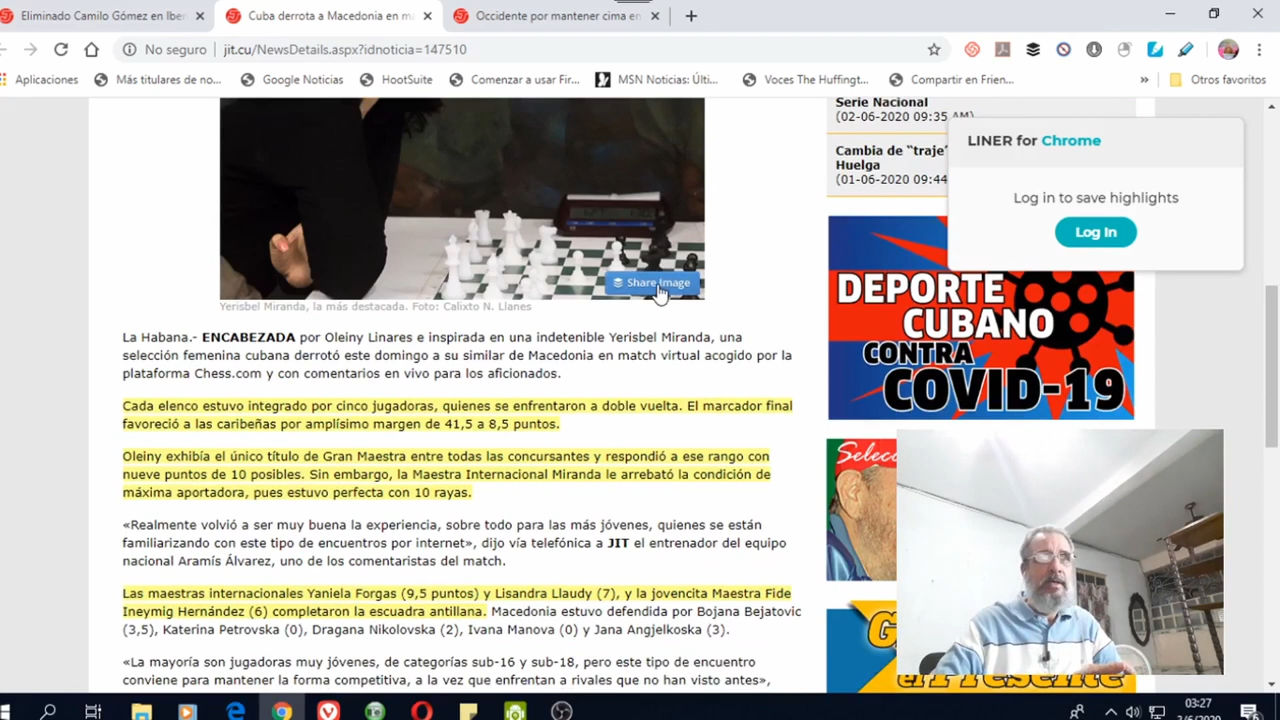 Eliminado Camilo Gómez en Iber
Cuba derrota a Macedonia en ma
Occidente por mantener cima en
No seguro
jit.cu/NewsDetails.aspx?idnoticia=147510
Aplicaciones
Más titulares de no...
Google Noticias
HootSuite
Comenzar a usar Fir...
MSN Noticias: Últi...
Voces The Huffingt...
Compartir en Frien...
»
Otros favoritos
Share Image
Yerisbel Miranda, la más destacada. Foto: Calixto N. Llanes
La Habana.- ENCABEZADA por Oleiny Linares e inspirada en una indetenible Yerisbel Miranda, una
selección femenina cubana derrotó este domingo a su similar de Macedonia en match virtual acogido por la
plataforma Chess.com y con comentarios en vivo para los aficionados.
Cada elenco estuvo integrado por cinco jugadoras, quienes se enfrentaron a doble vuelta. El marcador final
favoreció a las caribeñas por amplísimo margen de 41,5 a 8,5 puntos.
Oleiny exhibía el único título de Gran Maestra entre todas las concursantes y respondió a ese rango con
nueve puntos de 10 posibles. Sin embargo, la Maestra Internacional Miranda le arrebató la condición de
máxima aportadora, pues estuvo perfecta con 10 rayas.
«Realmente volvió a ser muy buena la experiencia, sobre todo para las más jóvenes, quienes se están
familiarizando con este tipo de encuentros por internet», dijo vía telefónica a JIT el entrenador del equipo
nacional Aramís Álvarez, uno de los comentaristas del match.
Las maestras internacionales Yaniela Forgas (9,5 puntos) y Lisandra Llaudy (7), y la jovencita Maestra Fide
Ineymig Hernández (6) completaron la escuadra antillana. Macedonia estuvo defendida por Bojana Bejatovic
(3,5), Katerina Petrovska (0), Dragana Nikolovska (2), Ivana Manova (0) y Jana Angjelkoska (3).
«La mayoría son jugadoras muy jóvenes, de categorías sub-16 y sub-18, pero este tipo de encuentro
conviene para mantener la forma competitiva, a la vez que enfrentan a rivales que no han visto antes»,
Serie Nacional
(02-06-2020 09:35 AM)
Cambia de “traje”
Huelga
(01-06-2020 09:44
LINER for Chrome
Log in to save highlights
Log In
DEPORTE
CUBANO
CONTRA
COVID-19
Selecc
el Presente
03:27
2/6/2020